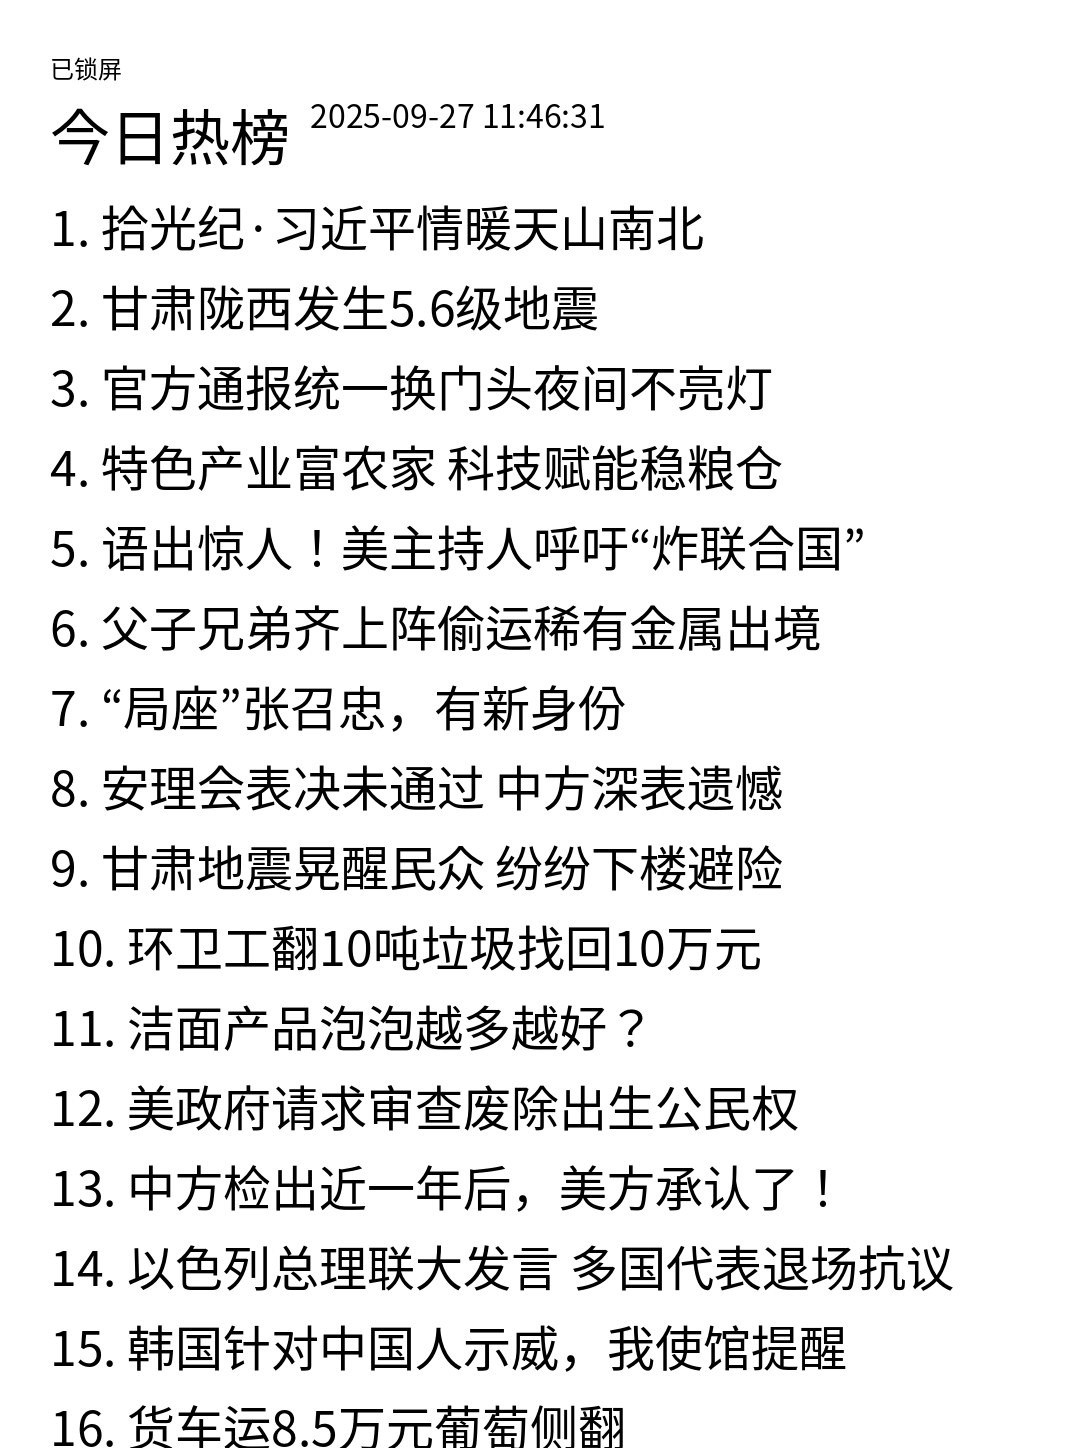 已锁屏
今日热榜 2025-09-27 11:46:31
1. 拾光纪·习近平情暖天山南北
2. 甘肃陇西发生5.6级地震
3. 官方通报统一换门头夜间不亮灯
4. 特色产业富农家 科技赋能稳粮仓
5. 语出惊人！美主持人呼吁“炸联合国”
6. 父子兄弟齐上阵偷运稀有金属出境
7. “局座”张召忠，有新身份
8. 安理会表决未通过 中方深表遗憾
9. 甘肃地震晃醒民众 纷纷下楼避险
10. 环卫工翻10吨垃圾找回10万元
11. 洁面产品泡泡越多越好？
12. 美政府请求审查废除出生公民权
13. 中方检出近一年后，美方承认了！
14. 以色列总理联大发言 多国代表退场抗议
15. 韩国针对中国人示威，我使馆提醒
16. 货车运8.5万元葡萄侧翻